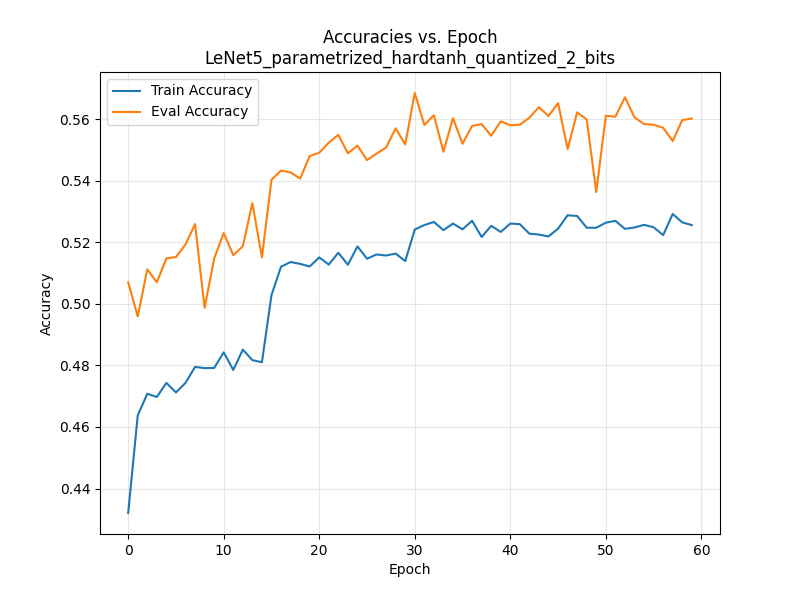 Accuracies vs. Epoch
LeNet5_parametrized_hardtanh_quantized_2_bits
Train Accuracy
Eval Accuracy
0.56
0.54
0.52
0.50
0.48
0.46
0.44
Accuracy
0 10 20 30 40 50 60
Epoch